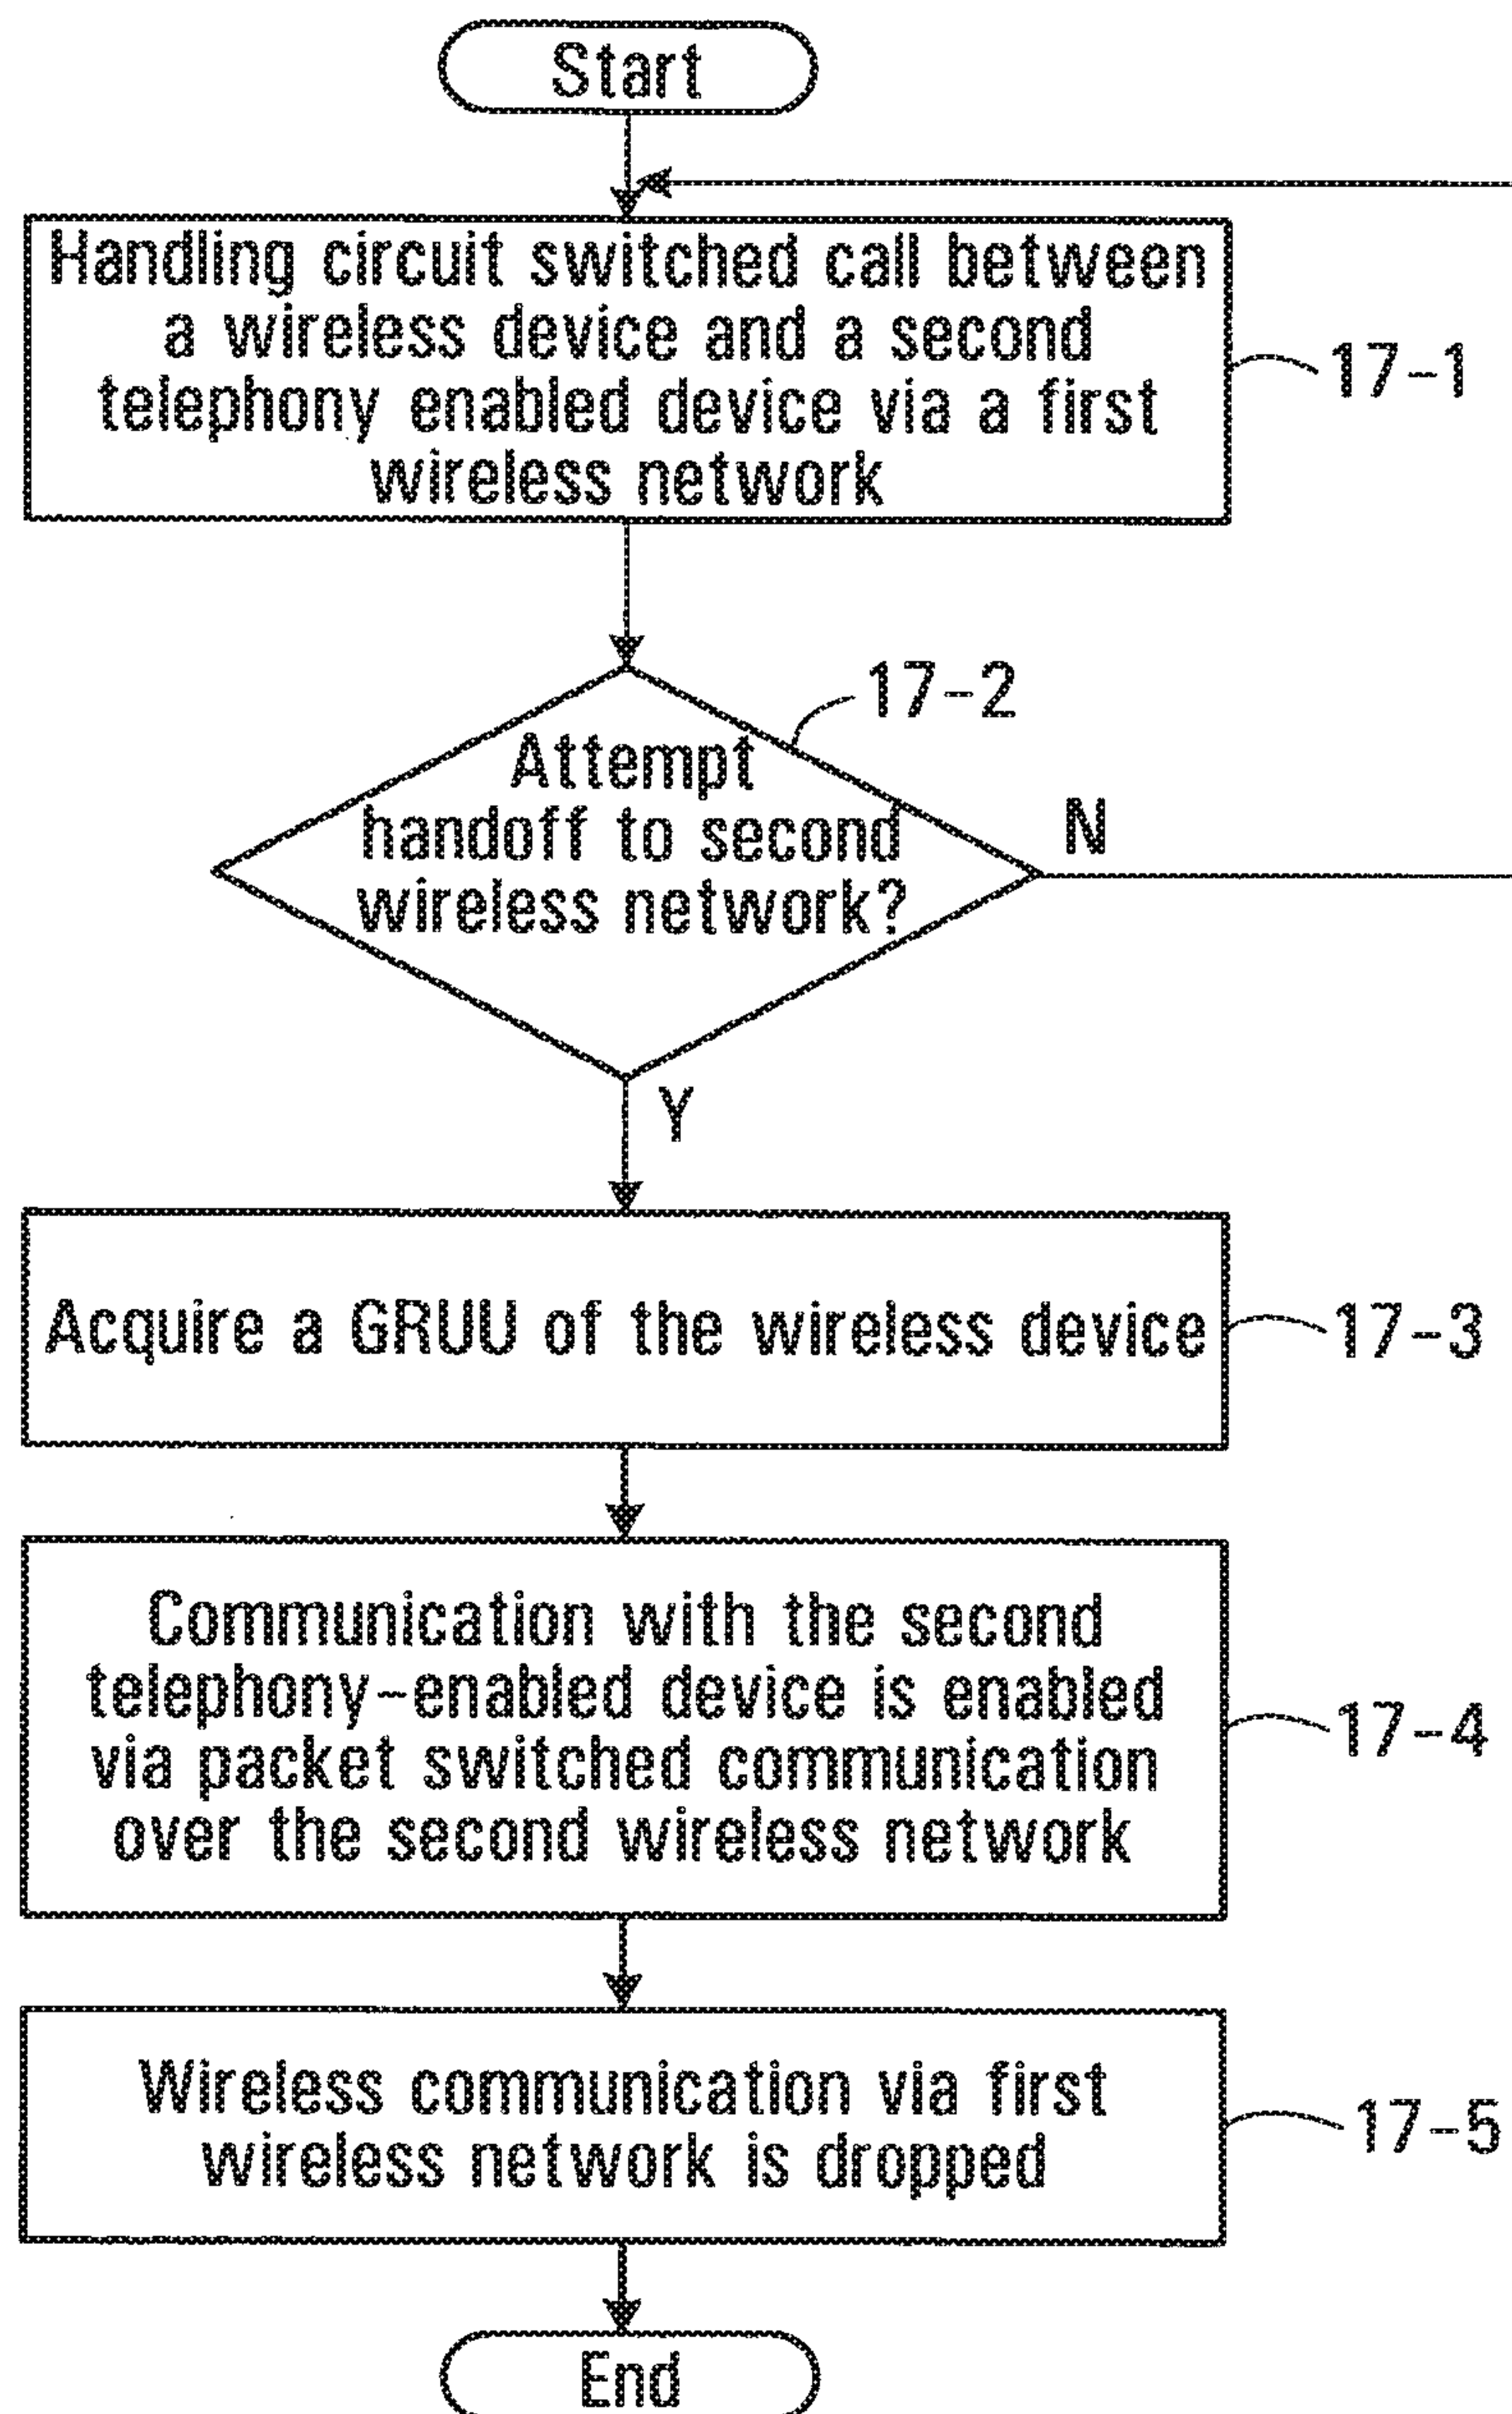 Start
Handling circuit switched call between
a wireless device and a second
telephony enabled device via a first
wireless network
17-1
17-2
Attempt
handoff to second
wireless network?
N
Y
Acquire a GRUU of the wireless device
17-3
Communication with the second
telephony-enabled device is enabled
via packet switched communication
over the second wireless network
17-4
Wireless communication via first
wireless network is dropped
17-5
End